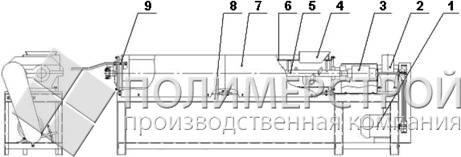 9 8 7 6 5 4 3 2 1
ПОЛИМЕРСТРОЙ
производственная компания